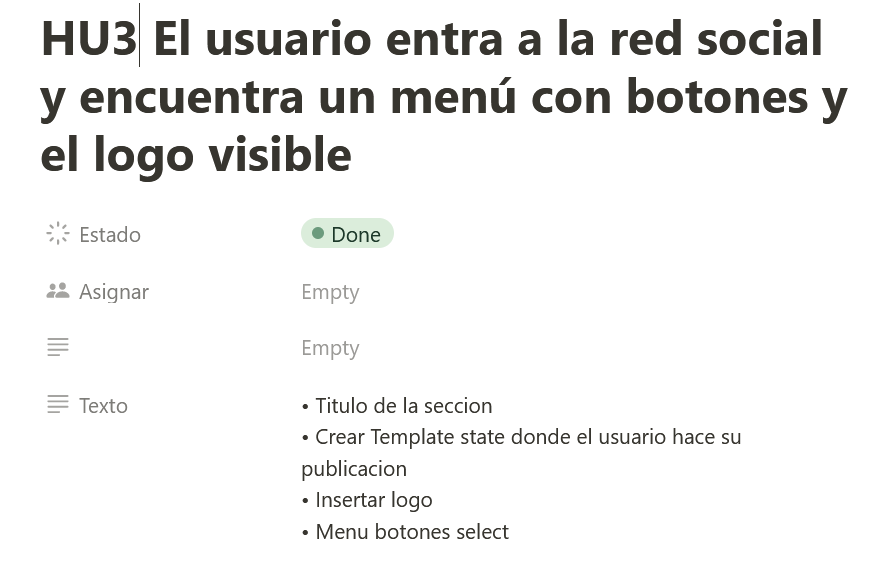 HU3 El usuario entra a la red social
y encuentra un menú con botones y
el logo visible
Estado Done
Asignar Empty
Empty
Texto • Titulo de la seccion
• Crear Template state donde el usuario hace su
publicacion
• Insertar logo
• Menu botones select